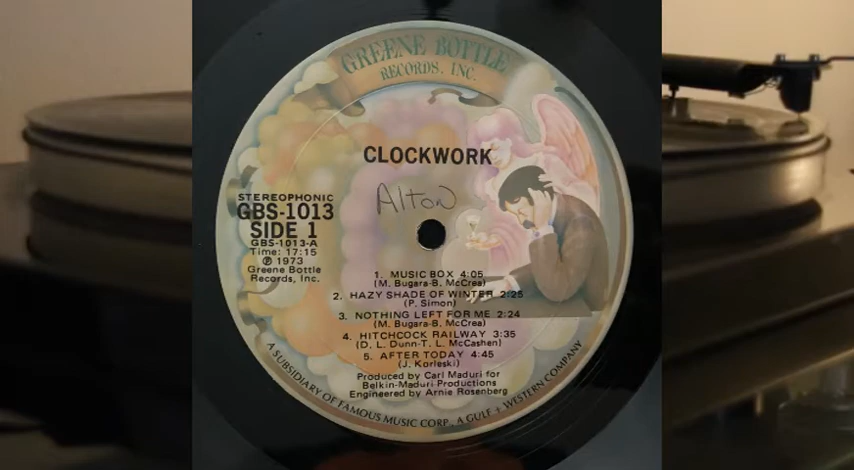 GREENE BOTTLE
RECORDS, INC.
CLOCKWORK
Alton
STEREOPHONIC
GBS-1013
SIDE 1
GBS-1013-A
Time: 17:15
℗ 1973
Greene Bottle
Records, Inc.
1. MUSIC BOX 4:05
(M. Bugara-B. McCrea)
2. HAZY SHADE OF WINTER 2:25
(P. Simon)
3. NOTHING LEFT FOR ME 2:24
(M. Bugara-B. McCrea)
4. HITCHCOCK RAILWAY 3:35
(D. L. Dunn-T. L. McCashen)
5. AFTER TODAY 4:45
(J. Korleski)
Produced by Carl Maduri for
Belkin-Maduri Productions
Engineered by Arnie Rosenberg
A SUBSIDIARY OF FAMOUS MUSIC CORP., A GULF + WESTERN COMPANY